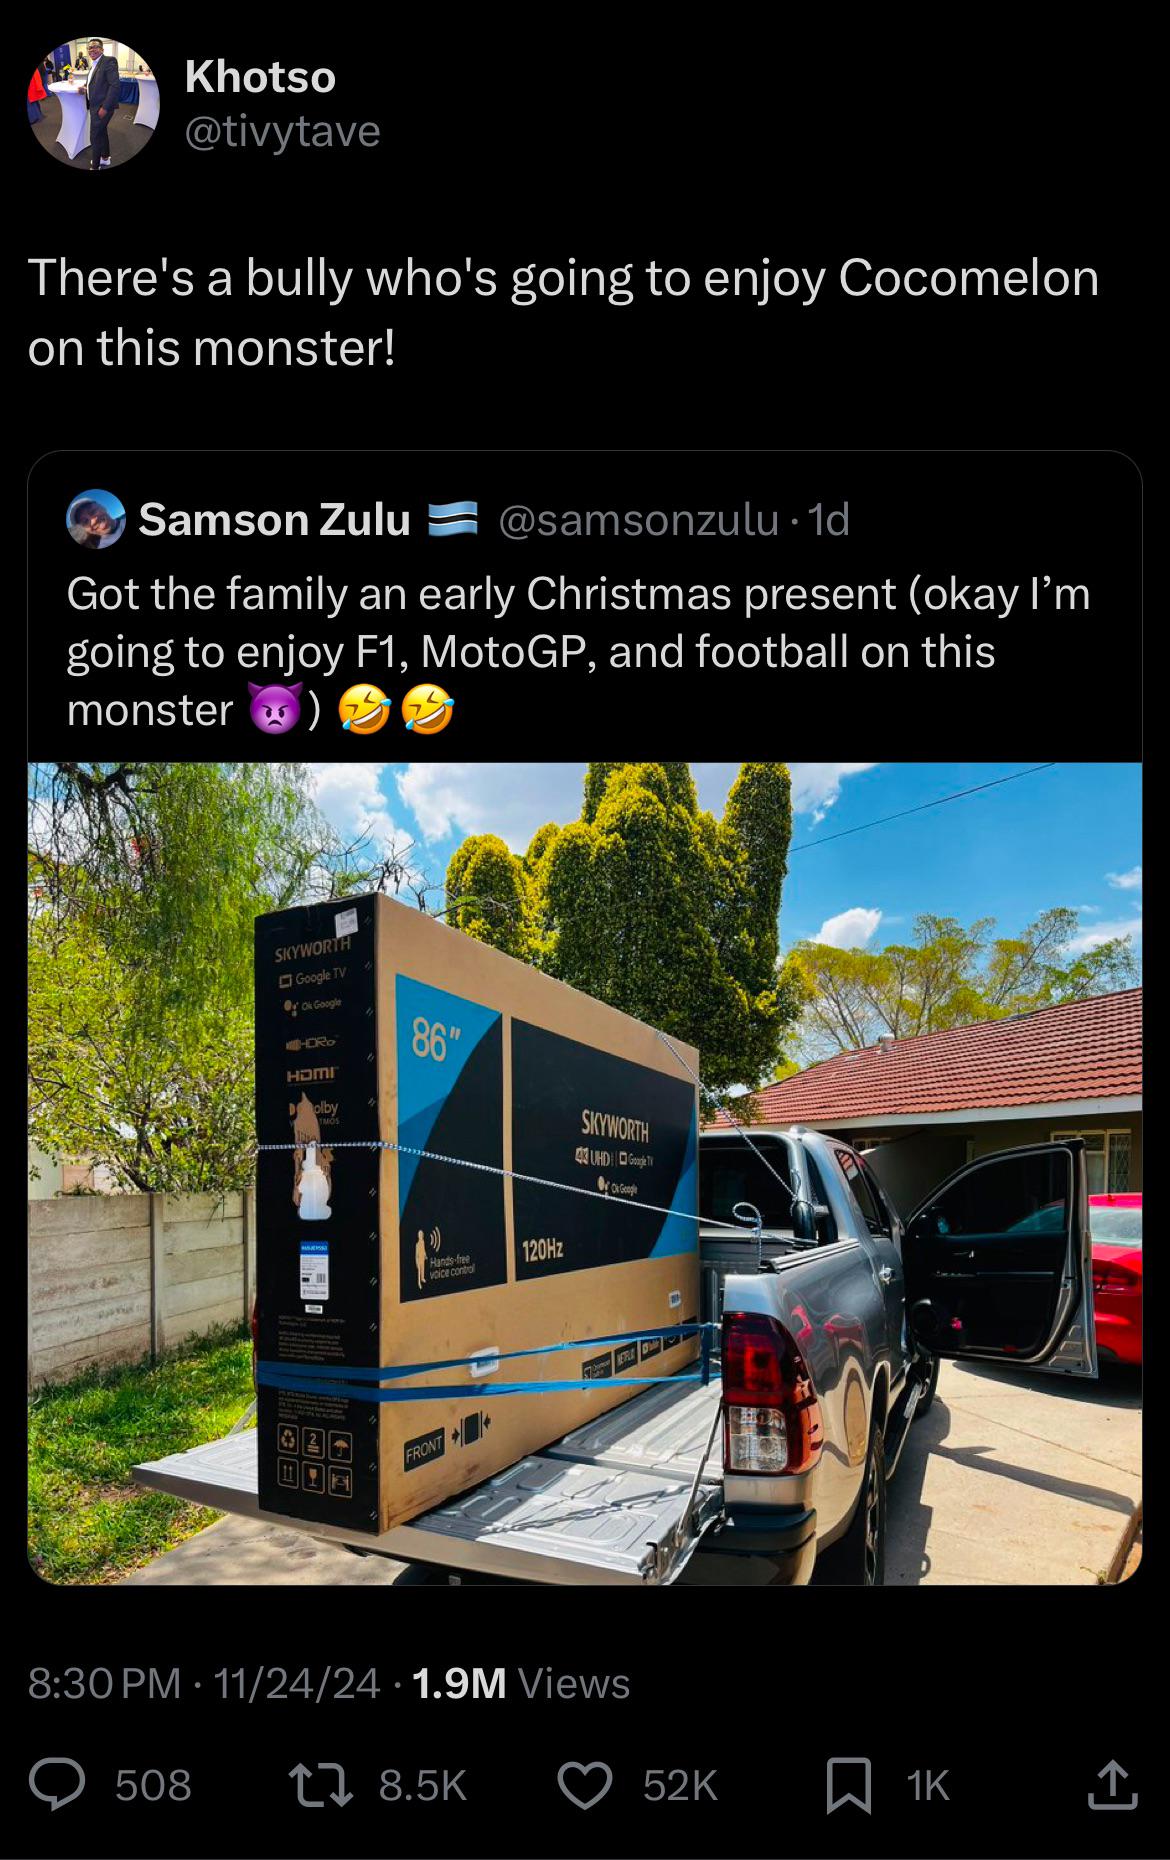 Khotso
@tivytave
There's a bully who's going to enjoy Cocomelon
on this monster!
Samson Zulu 🇧🇼 @samsonzulu · 1d
Got the family an early Christmas present (okay I’m
going to enjoy F1, MotoGP, and football on this
monster 👿) 🤣🤣
SKYWORTH
Google TV
Ok Google
HDR
HDMI
Dolby
ATMOS
86"
Hands-free
voice control
SKYWORTH
4K UHD | Google TV
Ok Google
120Hz
NETFLIX
FRONT
2
8:30 PM · 11/24/24 · 1.9M Views
508 8.5K 52K 1K